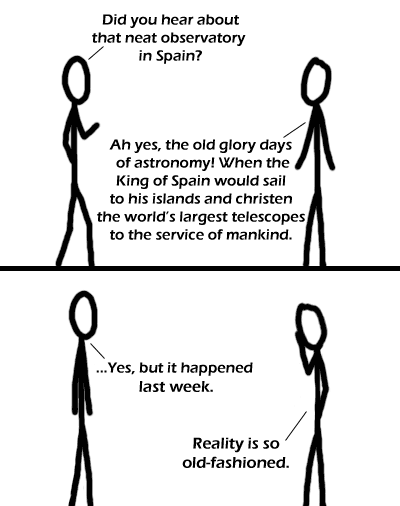 Did you hear about
that neat observatory
in Spain?
Ah yes, the old glory days
of astronomy! When the
King of Spain would sail
to his islands and christen
the world's largest telescopes
to the service of mankind.
...Yes, but it happened
last week.
Reality is so
old-fashioned.